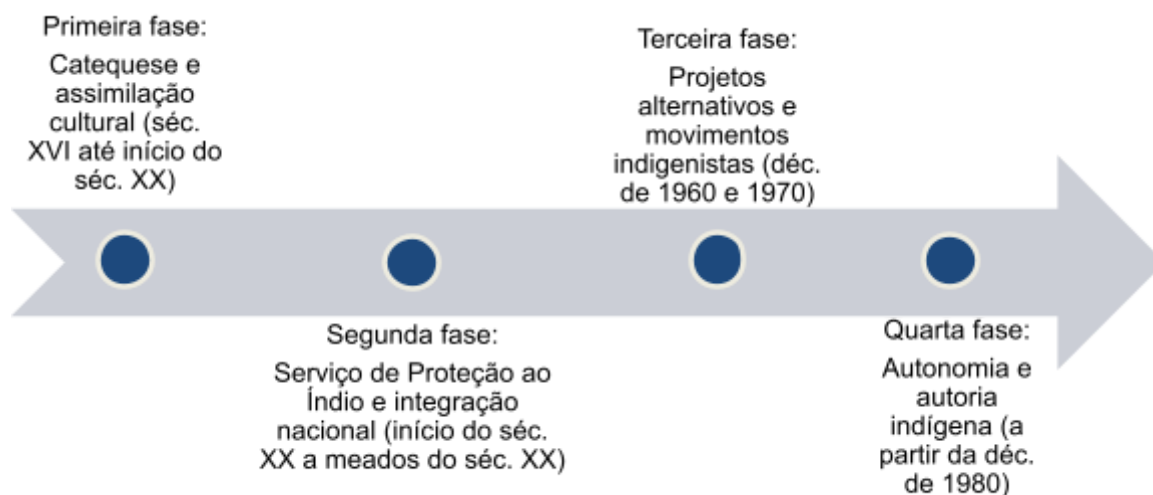 Primeira fase:
Catequese e
assimilação
cultural (séc.
XVI até início do
séc. XX)
Segunda fase:
Serviço de Proteção ao
Índio e integração
nacional (início do séc.
XX a meados do séc. XX)
Terceira fase:
Projetos
alternativos e
movimentos
indigenistas (déc.
de 1960 e 1970)
Quarta fase:
Autonomia e
autoria
indígena (a
partir da déc.
de 1980)